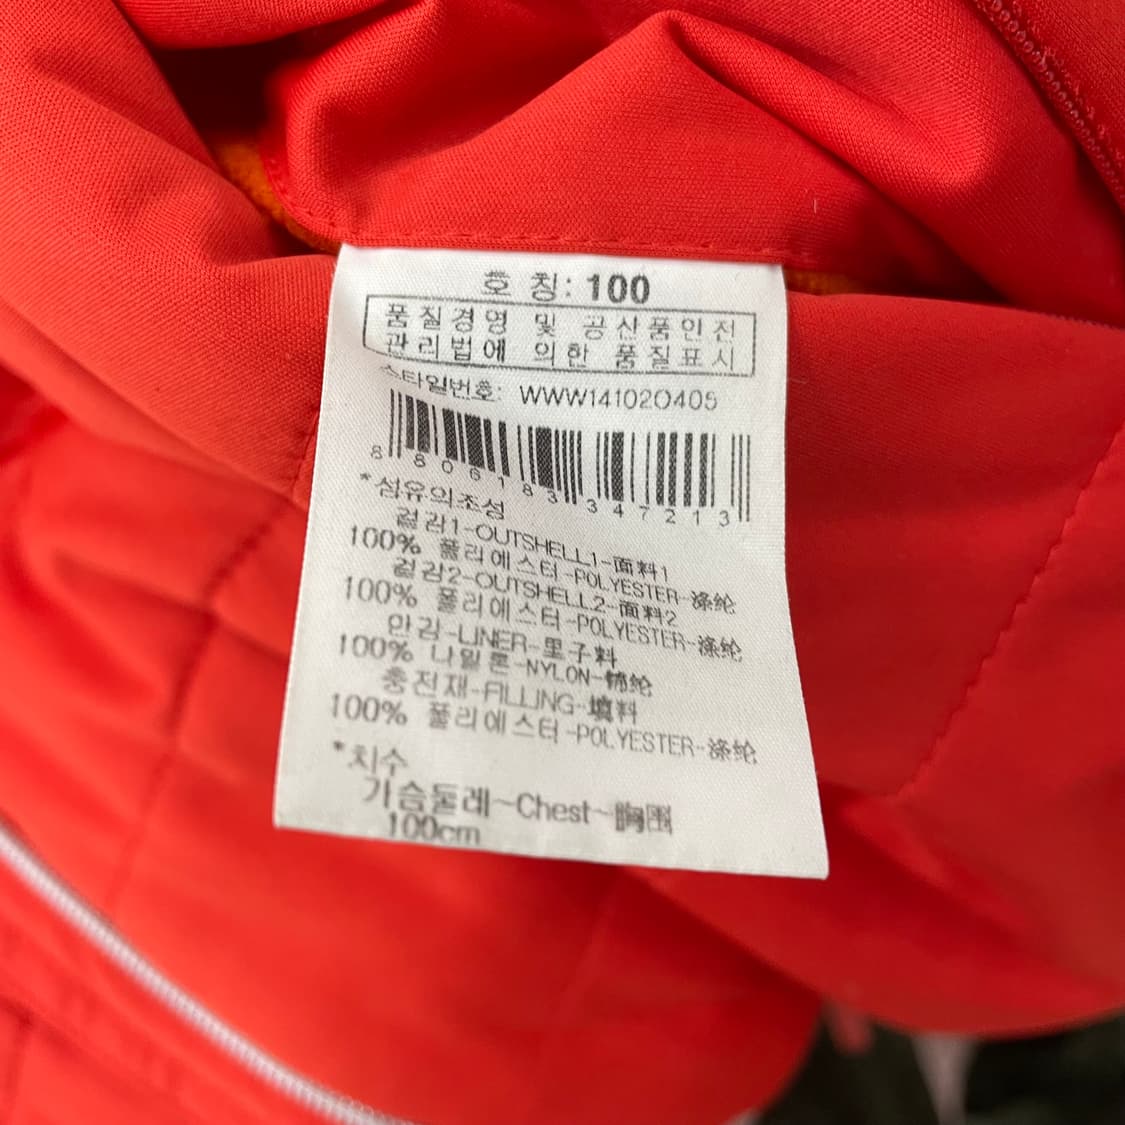 호 칭: 100
품질경영 및 공산품안전
관리법에 의한 품질표시
스타일번호: WWW141020405
8 806183 347213
*섬유의조성
겉감1-OUTSHELL1-面料1
100% 폴리에스터-POLYESTER-涤纶
겉감2-OUTSHELL2-面料2
100% 폴리에스터-POLYESTER-涤纶
안감-LINER-里子料
100% 나일론-NYLON-锦纶
충전재-FILLING-填料
100% 폴리에스터-POLYESTER-涤纶
*치수
가슴둘레-Chest-胸围
100cm